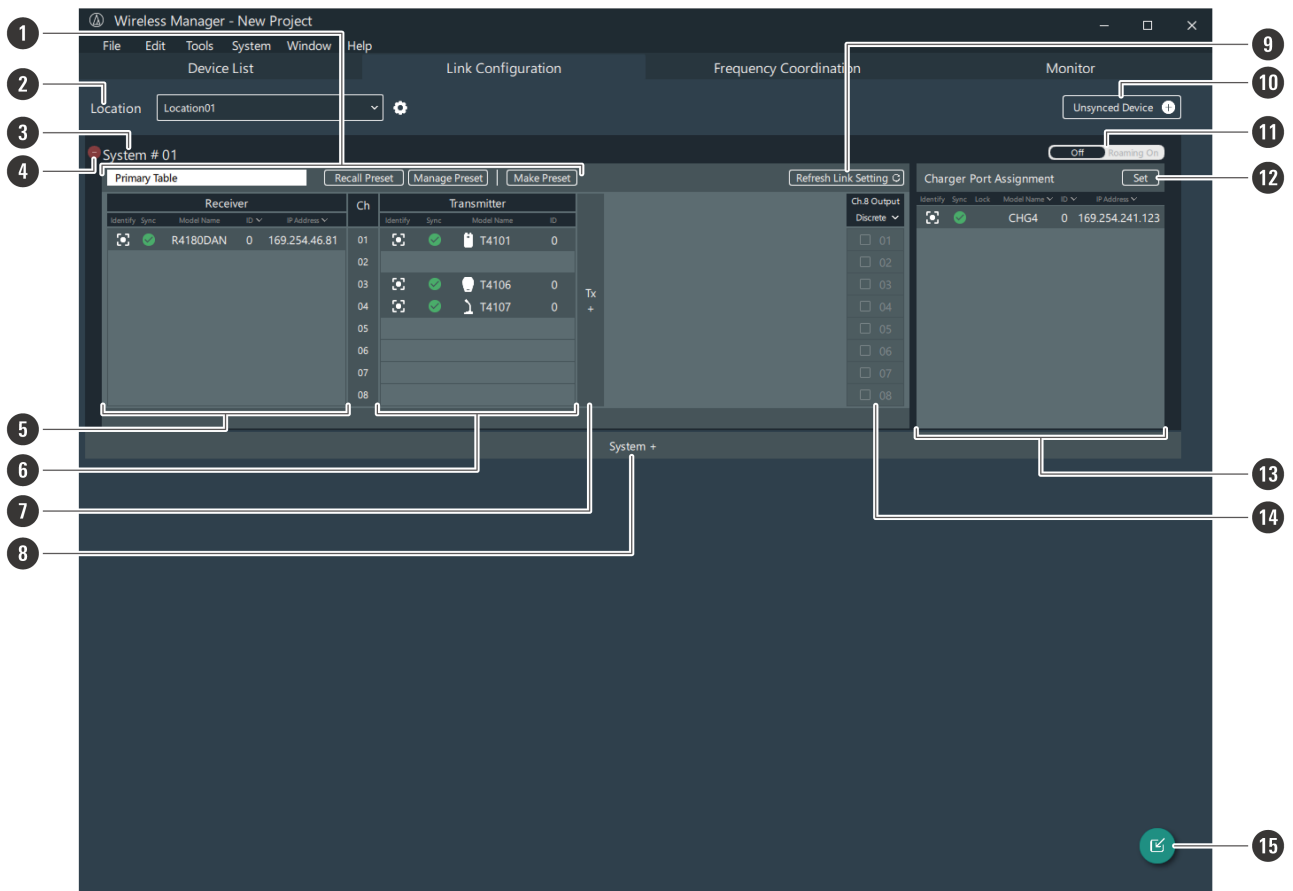 Wireless Manager - New Project
File Edit Tools System Window Help
Device List Link Configuration Frequency Coordination Monitor
Location Location01 Unsynced Device
System # 01 Off Roaming On
Primary Table Recall Preset Manage Preset Make Preset Refresh Link Setting Charger Port Assignment Set
Receiver Ch Transmitter Ch.8 Output
Identify Sync Model Name ID IP Address Identify Sync Model Name ID Discrete Identify Sync Lock Model Name ID IP Address
R4180DAN 0 169.254.46.81 01 T4101 0 01 CHG4 0 169.254.241.123
02 02
03 T4106 0 03
Tx
04 T4107 0 + 04
05 05
06 06
07 07
08 08
System +
1
2
3
4
5
6
7
8
9
10
11
12
13
14
15